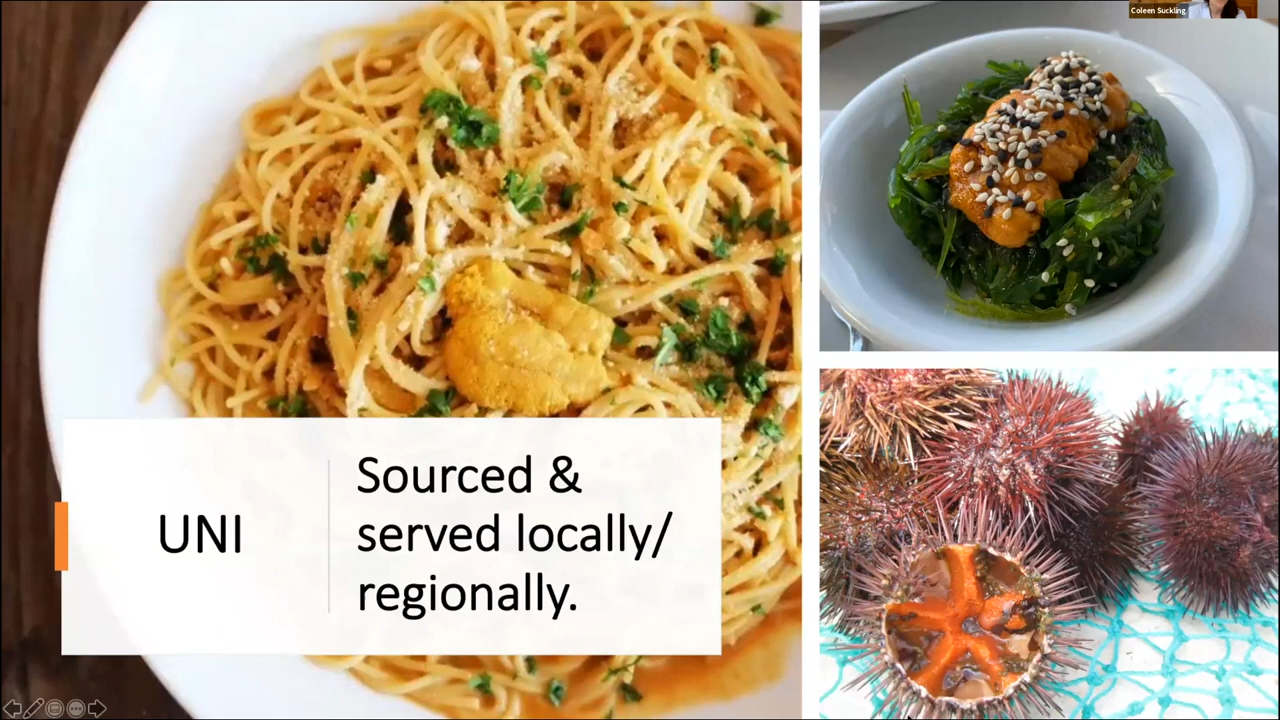 Coleen Suckling
UNI
Sourced &
served locally/
regionally.